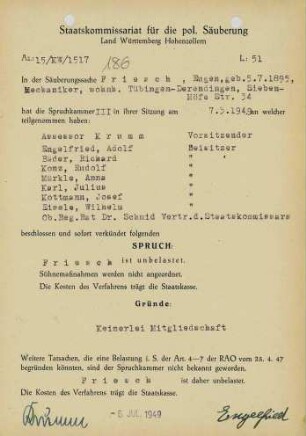 Staatskommissariat für die pol. Säuberung
Land Württemberg Hohenzollern
Az: 15/KW/1517
L: 51
186
In der Säuberungssache Friesch, Eugen, geb. 5.7.1895,
Mechaniker, wohnh. Tübingen-Derendingen, Sieben-
Höfe Str. 34
hat die Spruchkammer III in ihrer Sitzung am 7.5.1949 an welcher
teilgenommen haben:
Assessor Krumm Vorsitzender
Engelfried, Adolf Beisitzer
Beder, Richard "
Komz, Rudolf "
Märkle, Anna "
Karl, Julius "
Kottmann, Josef "
Eisele, Wilhelm "
Ob.Reg.Rat Dr. Schmid Vertr.d.Staatskommissars
beschlossen und sofort verkündet folgenden
SPRUCH:
Friesch ist unbelastet.
Sühnemaßnahmen werden nicht angeordnet.
Die Kosten des Verfahrens trägt die Staatskasse.
Gründe:
Keinerlei Mitgliedschaft
Weitere Tatsachen, die eine Belastung i. S. der Art. 4–7 der RAO vom 25. 4. 47
begründen könnten, sind der Spruchkammer nicht bekannt geworden.
Friesch ist daher unbelastet.
Die Kosten des Verfahrens trägt die Staatskasse.
Krumm
-5 JUL. 1949
Engelfried